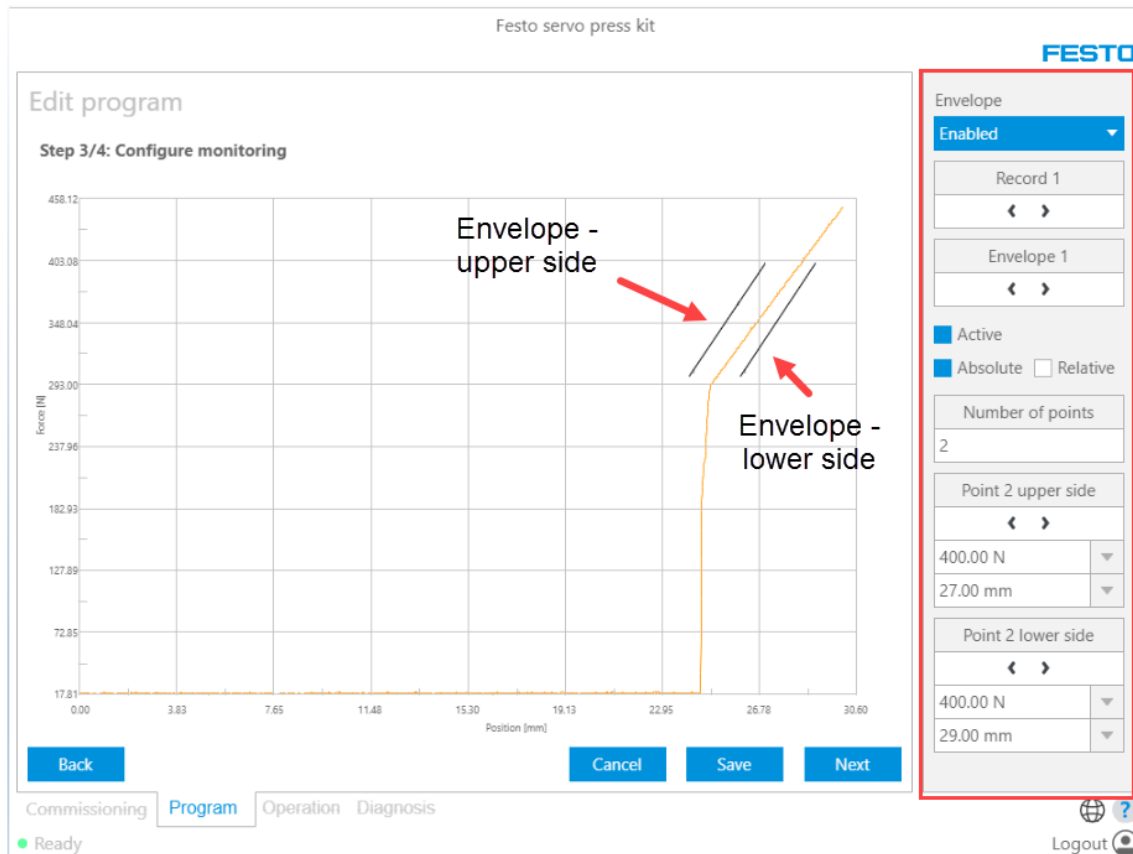 Festo servo press kit
FESTO
Edit program
Step 3/4: Configure monitoring
458.12
403.08
348.04
293.00
237.96
182.93
127.89
72.85
17.81
Force [N]
0.00 3.83 7.65 11.48 15.30 19.13 22.95 26.78 30.60
Position [mm]
Envelope -
upper side
Envelope -
lower side
Back
Cancel
Save
Next
Envelope
Enabled
Record 1
Envelope 1
Active
Absolute Relative
Number of points
2
Point 2 upper side
400.00 N
27.00 mm
Point 2 lower side
400.00 N
29.00 mm
Commissioning Program Operation Diagnosis
?
Ready
Logout